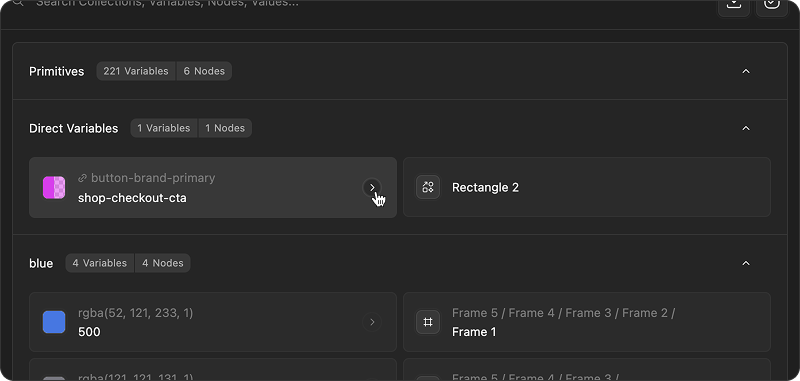 Search Collections, Variables, Nodes, Values...
Primitives 221 Variables 6 Nodes
Direct Variables 1 Variables 1 Nodes
button-brand-primary
shop-checkout-cta
Rectangle 2
blue 4 Variables 4 Nodes
rgba(52, 121, 233, 1)
500
Frame 5 / Frame 4 / Frame 3 / Frame 2 /
Frame 1
rgba(121, 121, 131, 1)
Frame 5 / Frame 4 / Frame 3 /